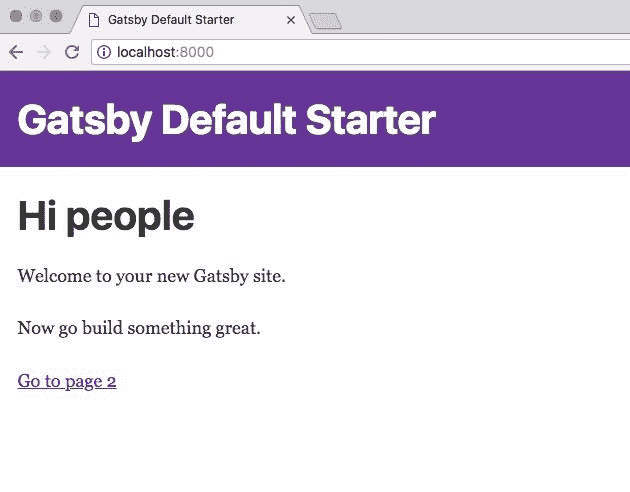 Gatsby Default Starter
localhost:8000
Gatsby Default Starter
Hi people
Welcome to your new Gatsby site.
Now go build something great.
Go to page 2